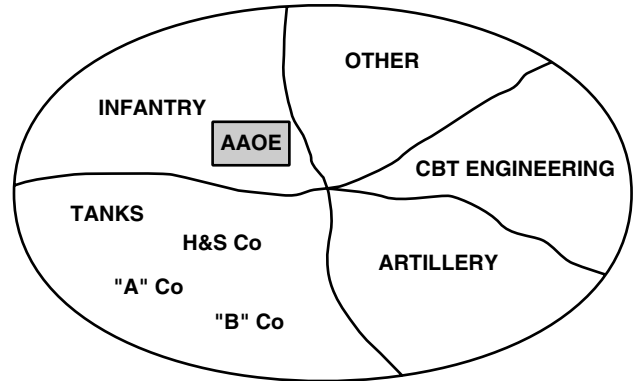 OTHER
INFANTRY
AAOE
CBT ENGINEERING
TANKS
H&S Co
ARTILLERY
"A" Co
"B" Co